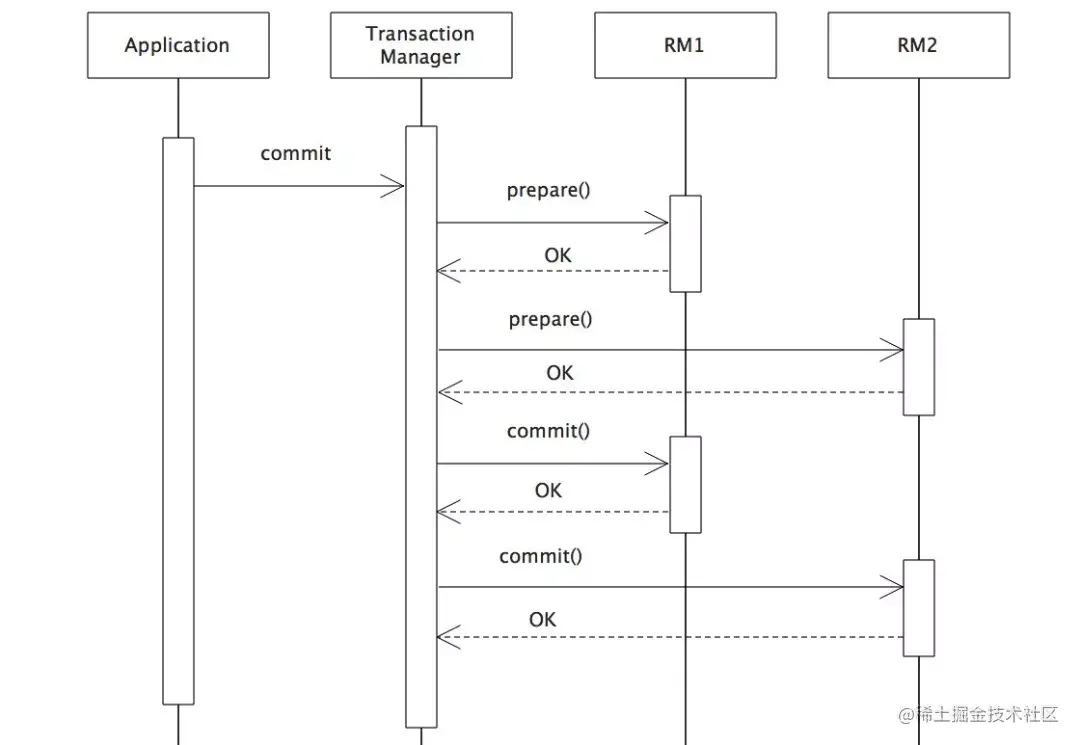 Application
Transaction
Manager
RM1
RM2
commit
prepare()
OK
prepare()
OK
commit()
OK
commit()
OK
@稀土掘金技术社区